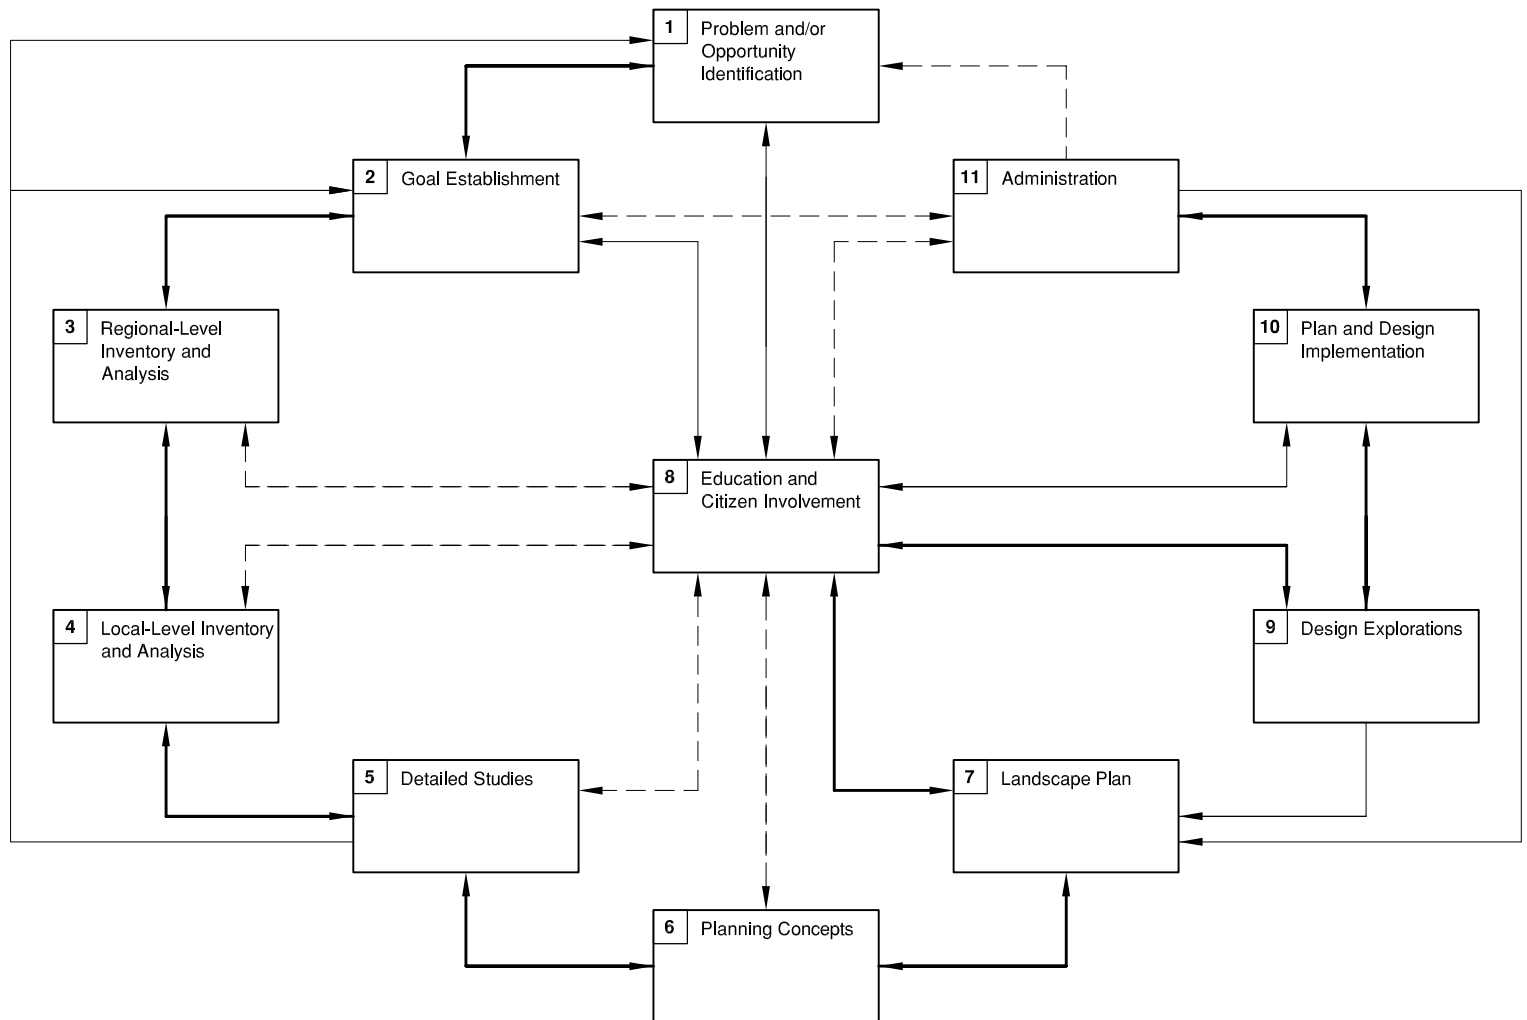 1
Problem and/or
Opportunity
Identification
2
Goal Establishment
11
Administration
3
Regional-Level
Inventory and
Analysis
10
Plan and Design
Implementation
8
Education and
Citizen Involvement
4
Local-Level Inventory
and Analysis
9
Design Explorations
5
Detailed Studies
7
Landscape Plan
6
Planning Concepts